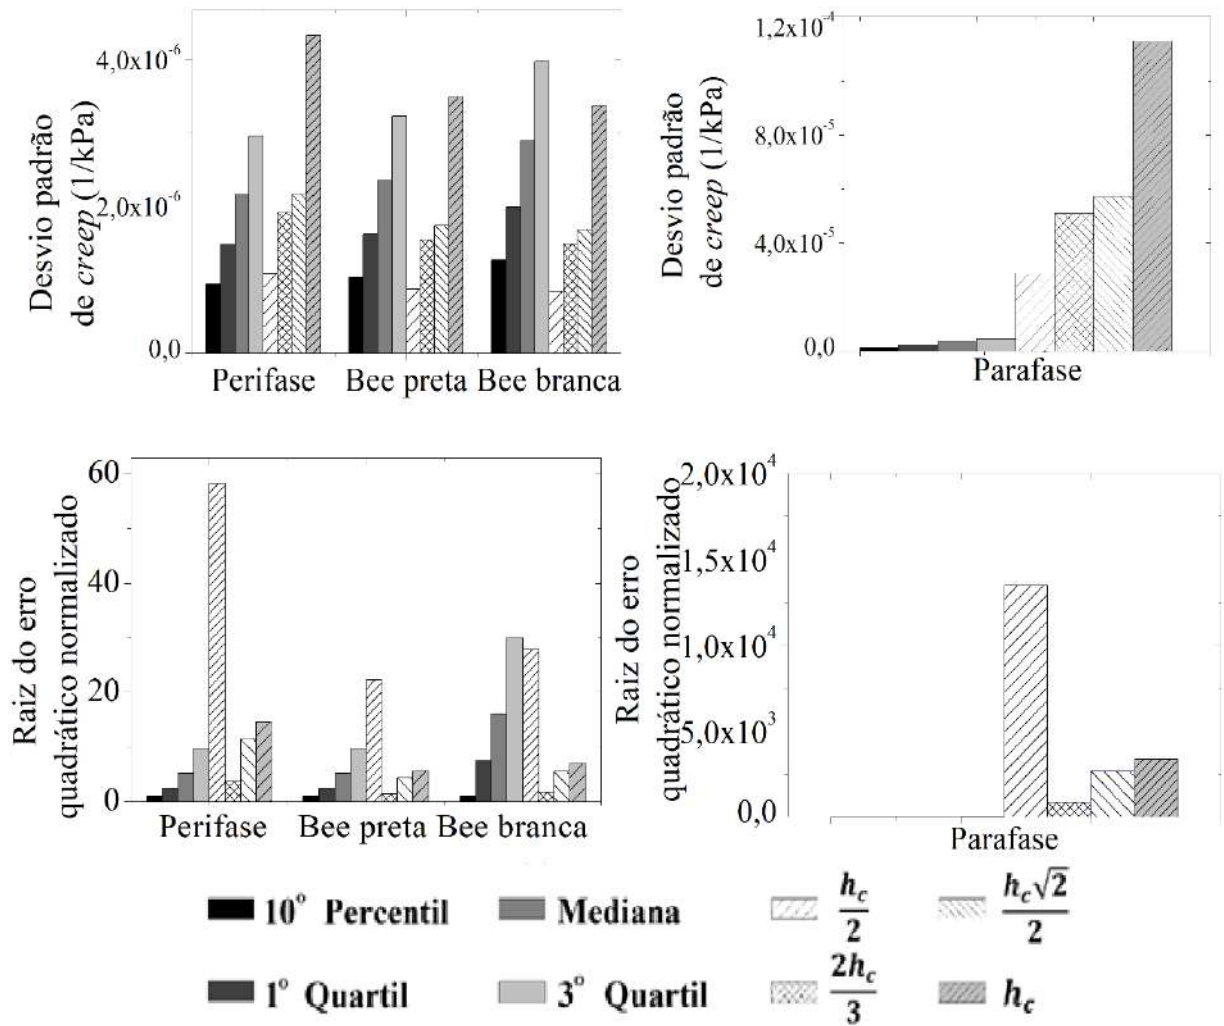 Desvio padrão
de creep (1/kPa)
4,0x10⁻⁶
2,0x10⁻⁶
0,0
Perifase Bee preta Bee branca
Desvio padrão
de creep (1/kPa)
1,2x10⁻⁴
8,0x10⁻⁵
4,0x10⁻⁵
0,0
Parafase
Raiz do erro
quadrático normalizado
60
40
20
0
Perifase Bee preta Bee branca
Raiz do erro
quadrático normalizado
2,0x10⁴
1,5x10⁴
1,0x10⁴
5,0x10³
0,0
Parafase
10° Percentil
Mediana
h_c/2
h_c√2/2
1° Quartil
3° Quartil
2h_c/3
h_c